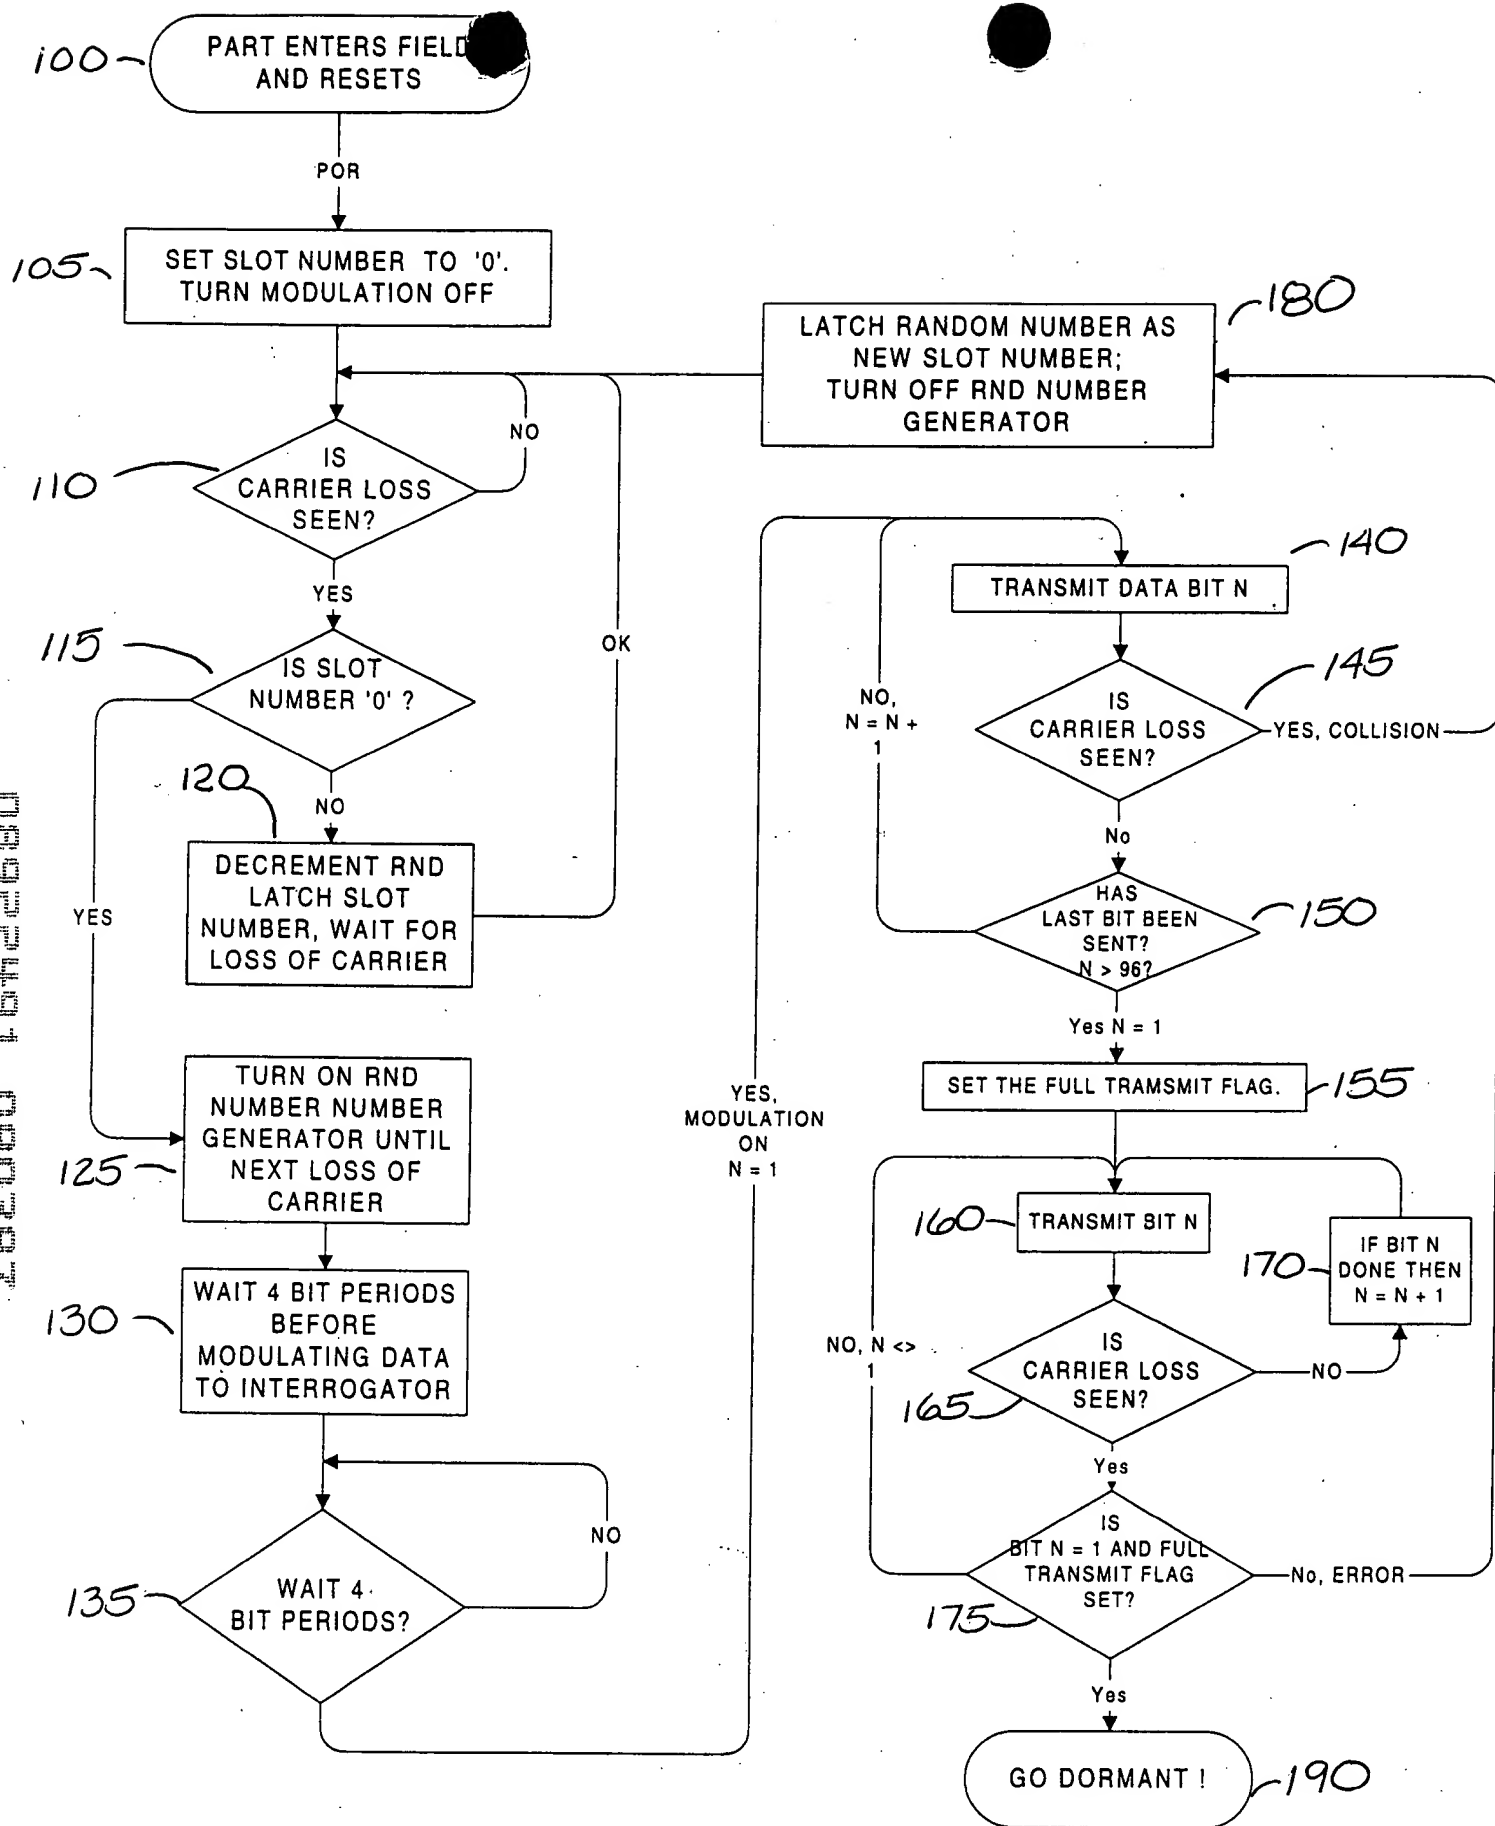 100
PART ENTERS FIELD
AND RESETS
POR
105
SET SLOT NUMBER TO '0'.
TURN MODULATION OFF
180
LATCH RANDOM NUMBER AS
NEW SLOT NUMBER;
TURN OFF RND NUMBER
GENERATOR
110
IS
CARRIER LOSS
SEEN?
NO
YES
115
IS SLOT
NUMBER '0' ?
OK
NO
YES
120
DECREMENT RND
LATCH SLOT
NUMBER, WAIT FOR
LOSS OF CARRIER
125
TURN ON RND
NUMBER NUMBER
GENERATOR UNTIL
NEXT LOSS OF
CARRIER
130
WAIT 4 BIT PERIODS
BEFORE
MODULATING DATA
TO INTERROGATOR
135
WAIT 4
BIT PERIODS?
NO
YES,
MODULATION
ON
N = 1
140
TRANSMIT DATA BIT N
145
IS
CARRIER LOSS
SEEN?
YES, COLLISION
NO,
N = N +
1
No
150
HAS
LAST BIT BEEN
SENT?
N > 96?
Yes N = 1
155
SET THE FULL TRAMSMIT FLAG.
160
TRANSMIT BIT N
170
IF BIT N
DONE THEN
N = N + 1
165
IS
CARRIER LOSS
SEEN?
NO
NO, N <>
1
Yes
175
IS
BIT N = 1 AND FULL
TRANSMIT FLAG
SET?
No, ERROR
Yes
GO DORMANT !
190